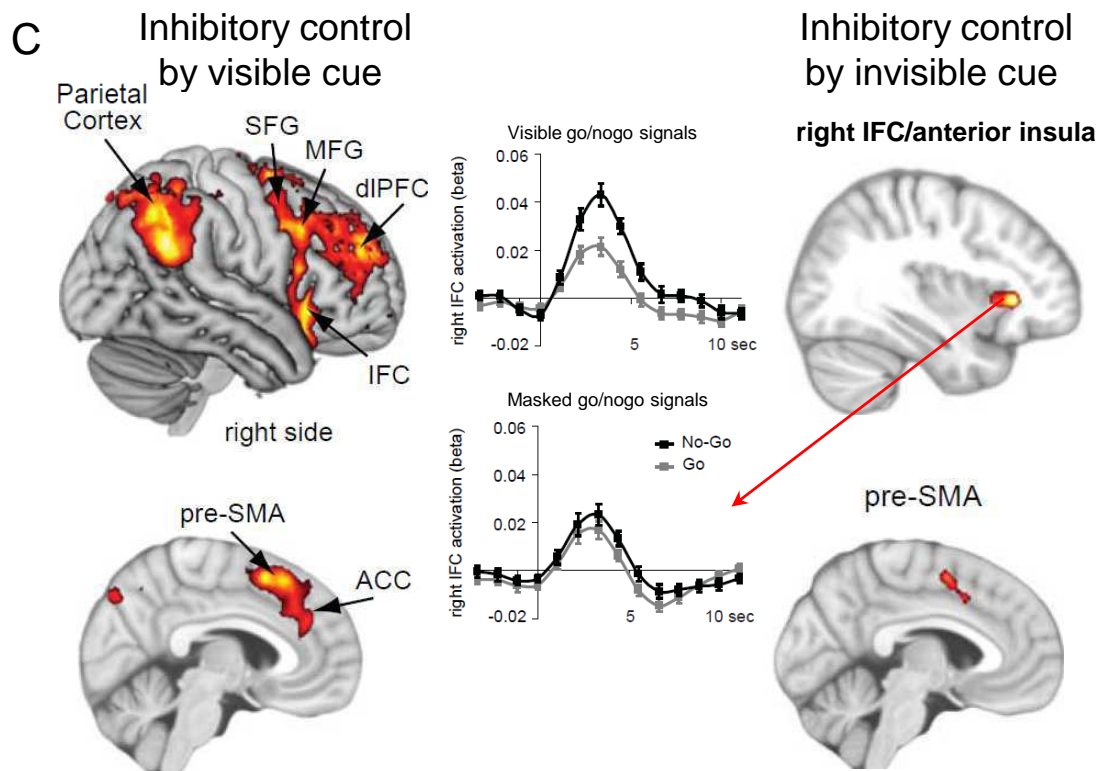 C
Inhibitory control
by visible cue
Parietal
Cortex
SFG
MFG
dlPFC
IFC
right side
pre-SMA
ACC
Visible go/nogo signals
right IFC activation (beta)
0.06
0.04
0.02
-0.02
5
10 sec
Masked go/nogo signals
right IFC activation (beta)
0.06
0.04
0.02
-0.02
5
10 sec
No-Go
Go
Inhibitory control
by invisible cue
right IFC/anterior insula
pre-SMA